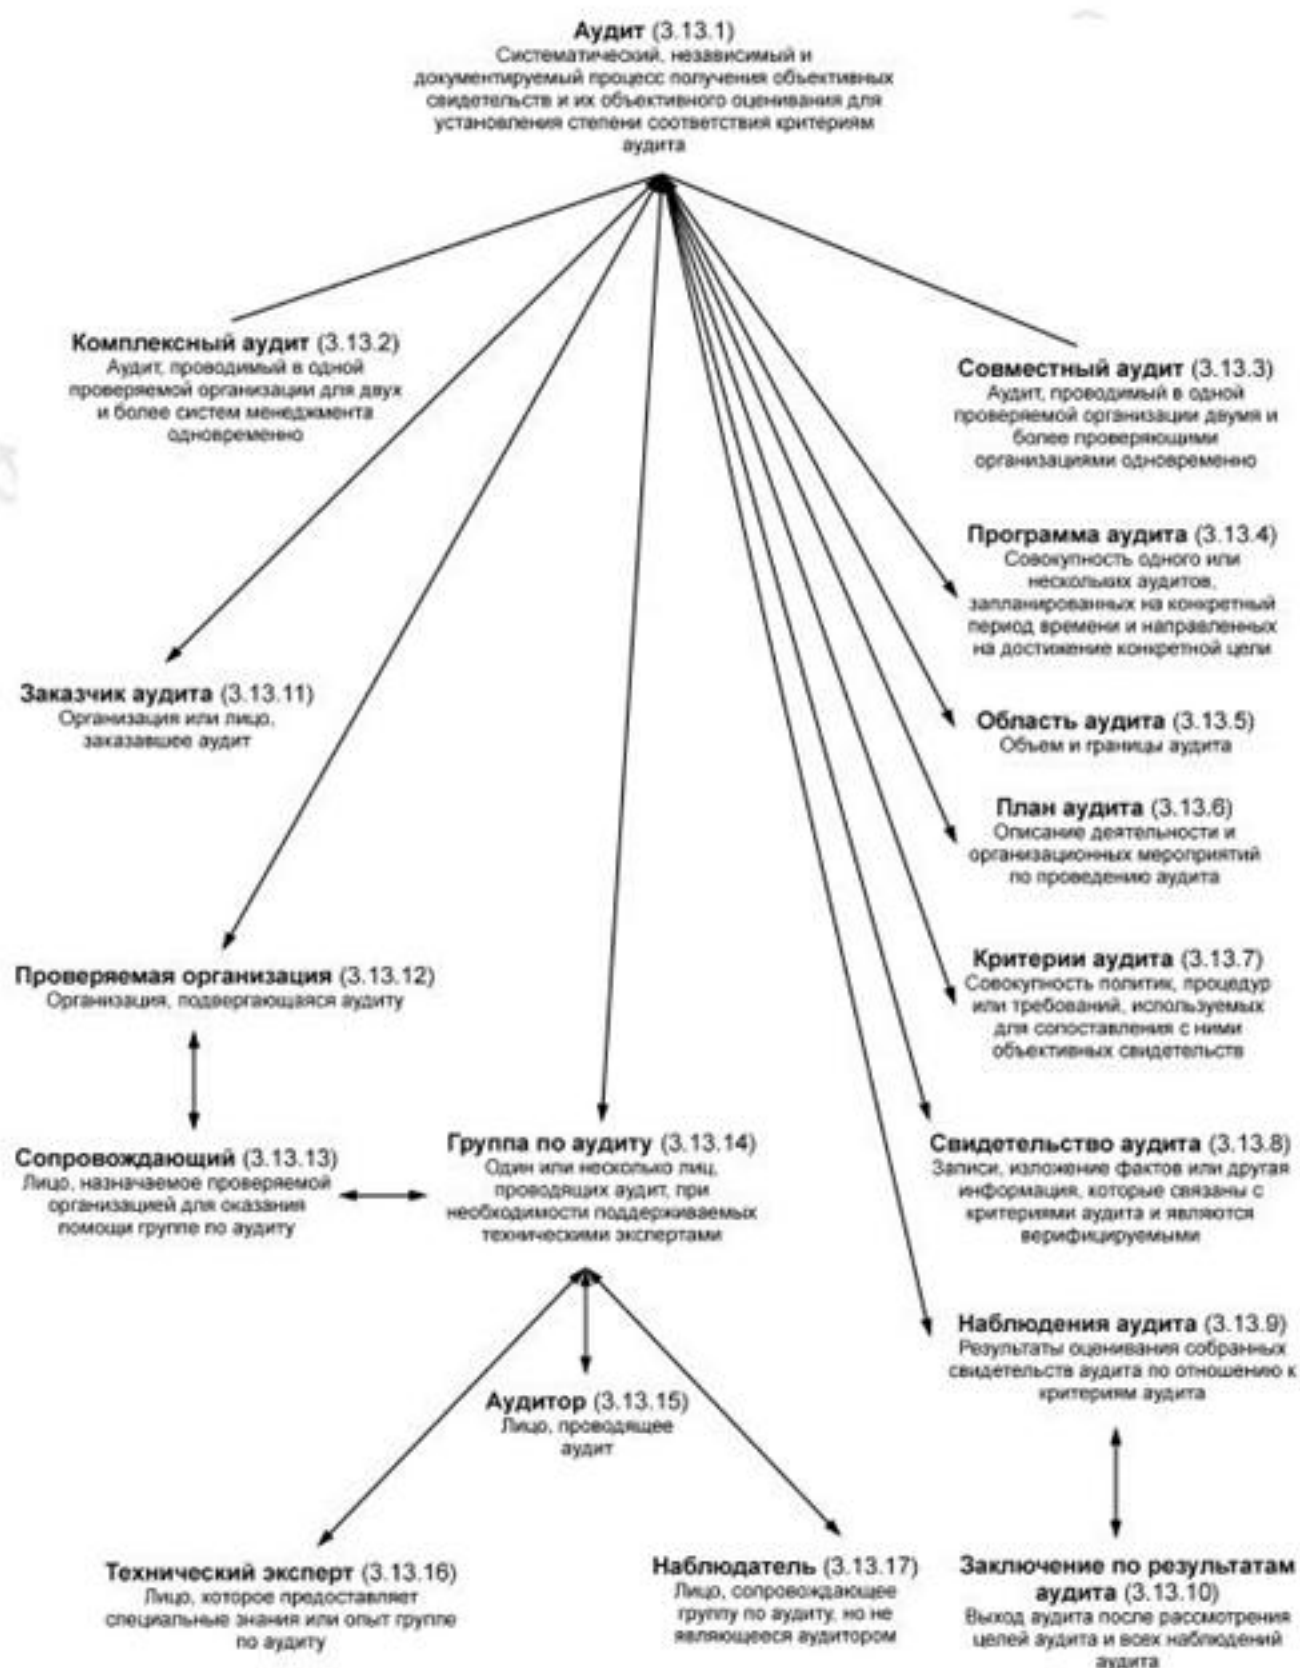 Аудит (3.13.1)
Систематический, независимый и
документируемый процесс получения объективных
свидетельств и их объективного оценивания для
установления степени соответствия критериям
аудита
Комплексный аудит (3.13.2)
Аудит, проводимый в одной
проверяемой организации для двух
и более систем менеджмента
одновременно
Совместный аудит (3.13.3)
Аудит, проводимый в одной
проверяемой организации двумя и
более проверяющими
организациями одновременно
Программа аудита (3.13.4)
Совокупность одного или
нескольких аудитов,
запланированных на конкретный
период времени и направленных
на достижение конкретной цели
Заказчик аудита (3.13.11)
Организация или лицо,
заказавшее аудит
Область аудита (3.13.5)
Объем и границы аудита
План аудита (3.13.6)
Описание деятельности и
организационных мероприятий
по проведению аудита
Проверяемая организация (3.13.12)
Организация, подвергающаяся аудиту
Критерии аудита (3.13.7)
Совокупность политик, процедур
или требований, используемых
для сопоставления с ними
объективных свидетельств
Сопровождающий (3.13.13)
Лицо, назначаемое проверяемой
организацией для оказания
помощи группе по аудиту
Группа по аудиту (3.13.14)
Один или несколько лиц,
проводящих аудит, при
необходимости поддерживаемых
техническими экспертами
Свидетельство аудита (3.13.8)
Записи, изложение фактов или другая
информация, которые связаны с
критериями аудита и являются
верифицируемыми
Наблюдения аудита (3.13.9)
Результаты оценивания собранных
свидетельств аудита по отношению к
критериям аудита
Аудитор (3.13.15)
Лицо, проводящее
аудит
Технический эксперт (3.13.16)
Лицо, которое предоставляет
специальные знания или опыт группе
по аудиту
Наблюдатель (3.13.17)
Лицо, сопровождающее
группу по аудиту, но не
являющееся аудитором
Заключение по результатам
аудита (3.13.10)
Выход аудита после рассмотрения
целей аудита и всех наблюдений
аудита